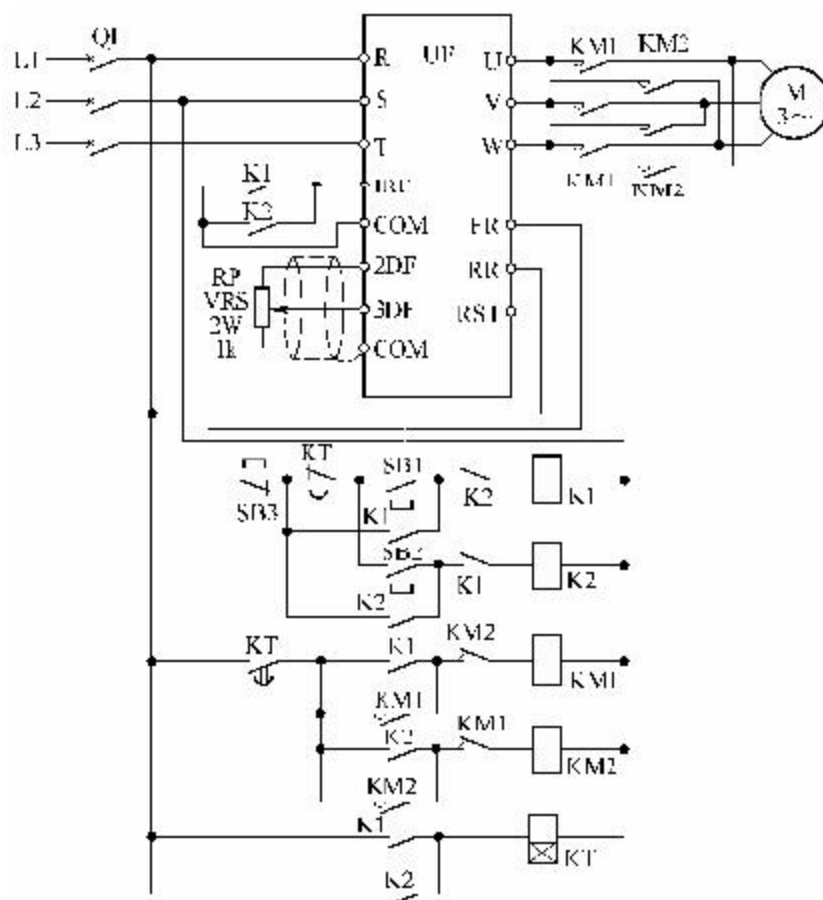 QF
KM1
KM2
L1
R
UF
U
M
3~
L2
S
V
L3
T
W
K1
KM1
KM2
K2
COM
FR
2DF
RR
RP
VRS
3DF
RST
2W
1k
COM
KT
SB1
SB3
K2
K1
K1
SB2
K1
K2
K2
KT
K1
KM2
KM1
KM1
K2
KM1
KM2
KM2
K1
KT
K2